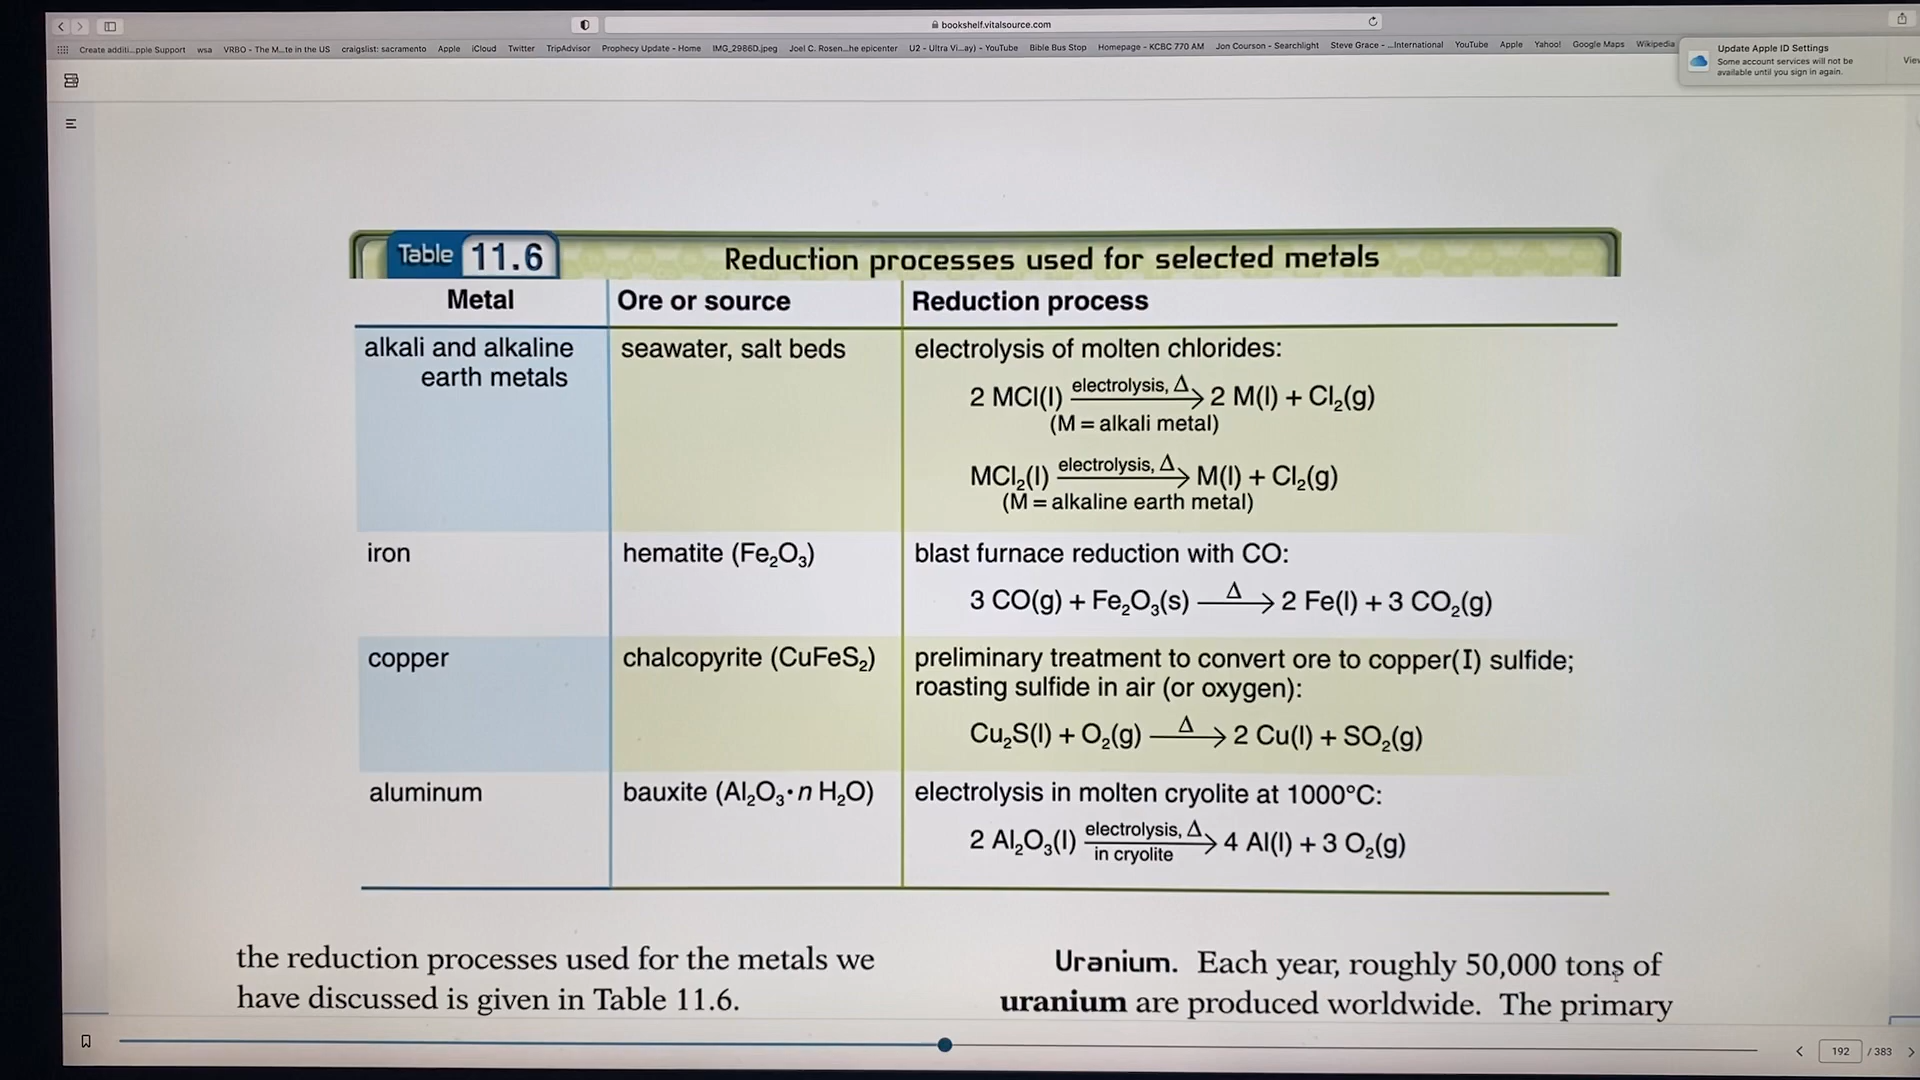 bookshelf.vitalsource.com
Create additi...pple Support wsa VRBO - The M...te in the US craigslist: sacramento Apple iCloud Twitter TripAdvisor Prophecy Update - Home IMG_2986D.jpeg Joel C. Rosen...he epicenter U2 - Ultra Vi...ay) - YouTube Bible Bus Stop Homepage - KCBC 770 AM Jon Courson - Searchlight Steve Grace - ...International YouTube Apple Yahoo! Google Maps Wikipedia
Update Apple ID Settings
Some account services will not be
available until you sign in again.
Table 11.6 Reduction processes used for selected metals
Metal Ore or source Reduction process
alkali and alkaline seawater, salt beds electrolysis of molten chlorides:
earth metals
2 MCl(l) electrolysis, Δ → 2 M(l) + Cl₂(g)
(M = alkali metal)
MCl₂(l) electrolysis, Δ → M(l) + Cl₂(g)
(M = alkaline earth metal)
iron hematite (Fe₂O₃) blast furnace reduction with CO:
3 CO(g) + Fe₂O₃(s) Δ → 2 Fe(l) + 3 CO₂(g)
copper chalcopyrite (CuFeS₂) preliminary treatment to convert ore to copper(I) sulfide;
roasting sulfide in air (or oxygen):
Cu₂S(l) + O₂(g) Δ → 2 Cu(l) + SO₂(g)
aluminum bauxite (Al₂O₃·n H₂O) electrolysis in molten cryolite at 1000°C:
2 Al₂O₃(l) electrolysis, Δ → 4 Al(l) + 3 O₂(g)
in cryolite
the reduction processes used for the metals we
have discussed is given in Table 11.6.
Uranium. Each year, roughly 50,000 tons of
uranium are produced worldwide. The primary
192 / 383